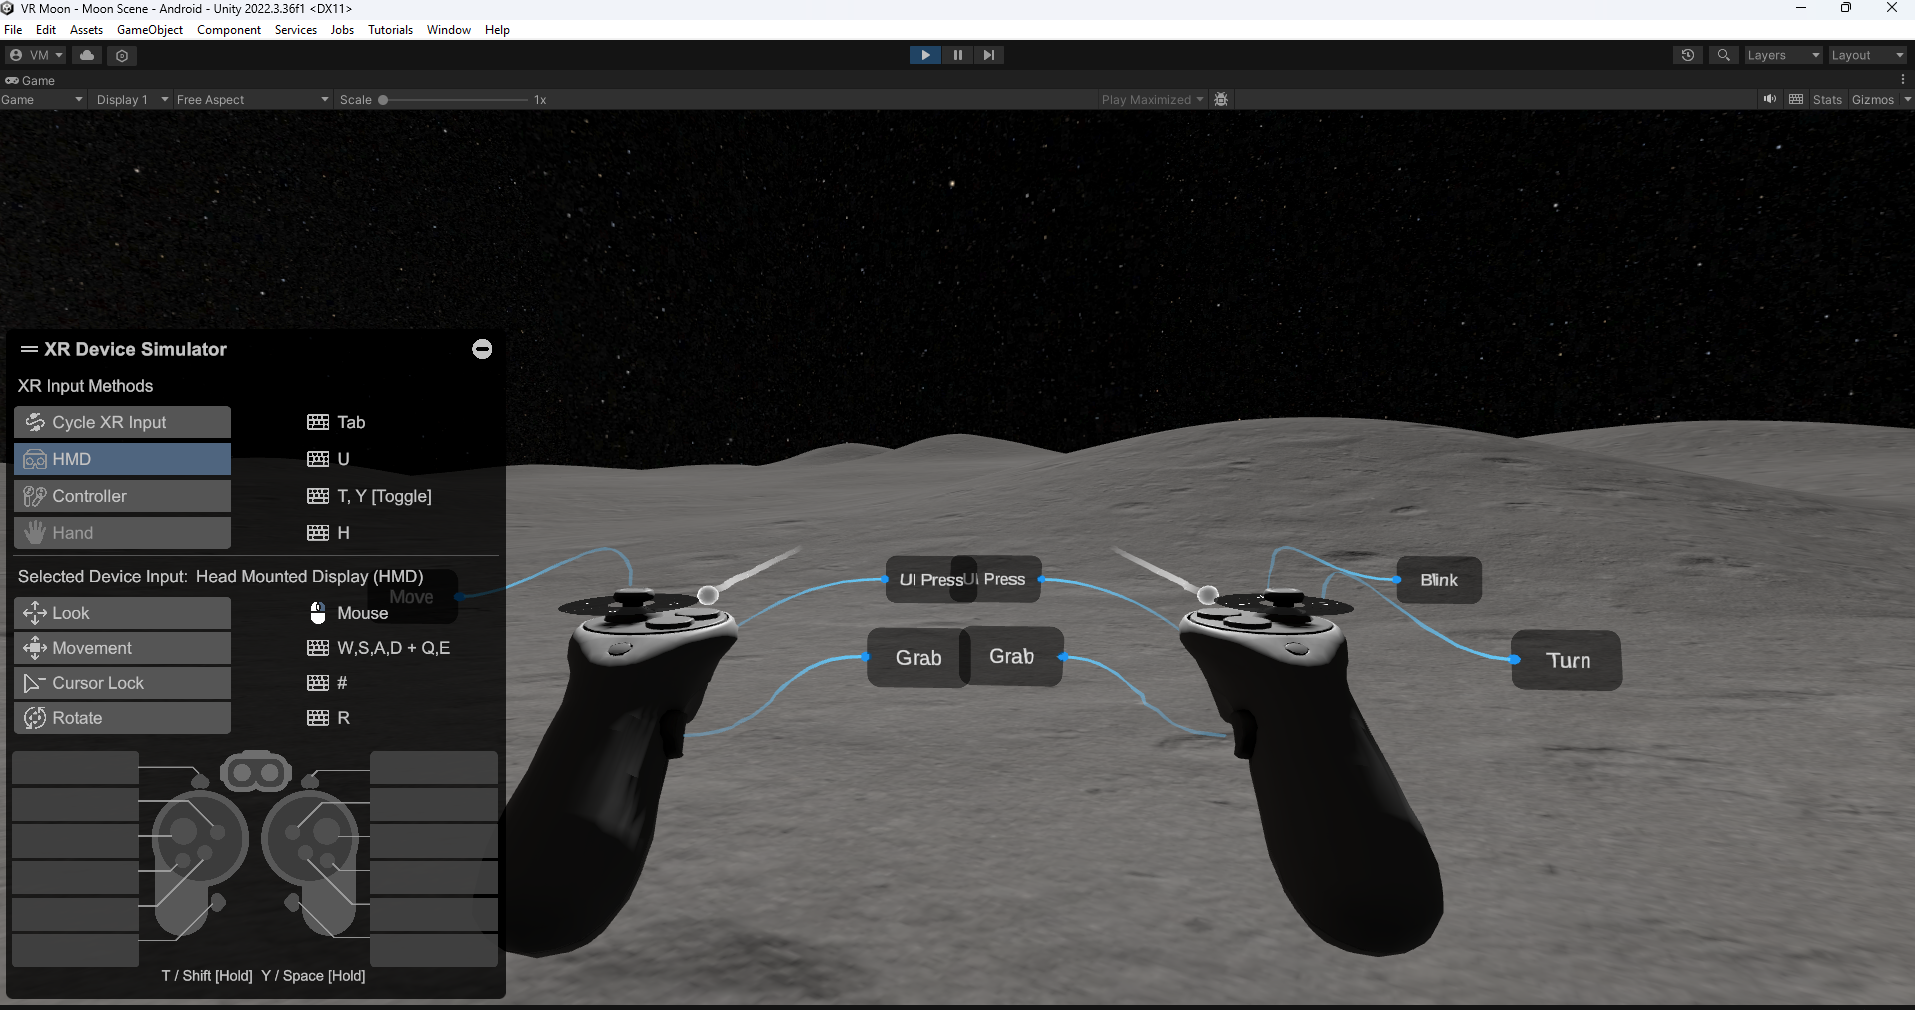 VR Moon - Moon Scene - Android - Unity 2022.3.36f1 <DX11>
File Edit Assets GameObject Component Services Jobs Tutorials Window Help
VM Layers Layout
Game
Game Display 1 Free Aspect Scale 1x Play Maximized Stats Gizmos
XR Device Simulator
XR Input Methods
Cycle XR Input Tab
HMD U
Controller T, Y [Toggle]
Hand H
Selected Device Input: Head Mounted Display (HMD)
Move
Look Mouse
Movement W,S,A,D + Q,E
Cursor Lock #
Rotate R
T / Shift [Hold] Y / Space [Hold]
UI Press UI Press
Blink
Grab Grab
Turn